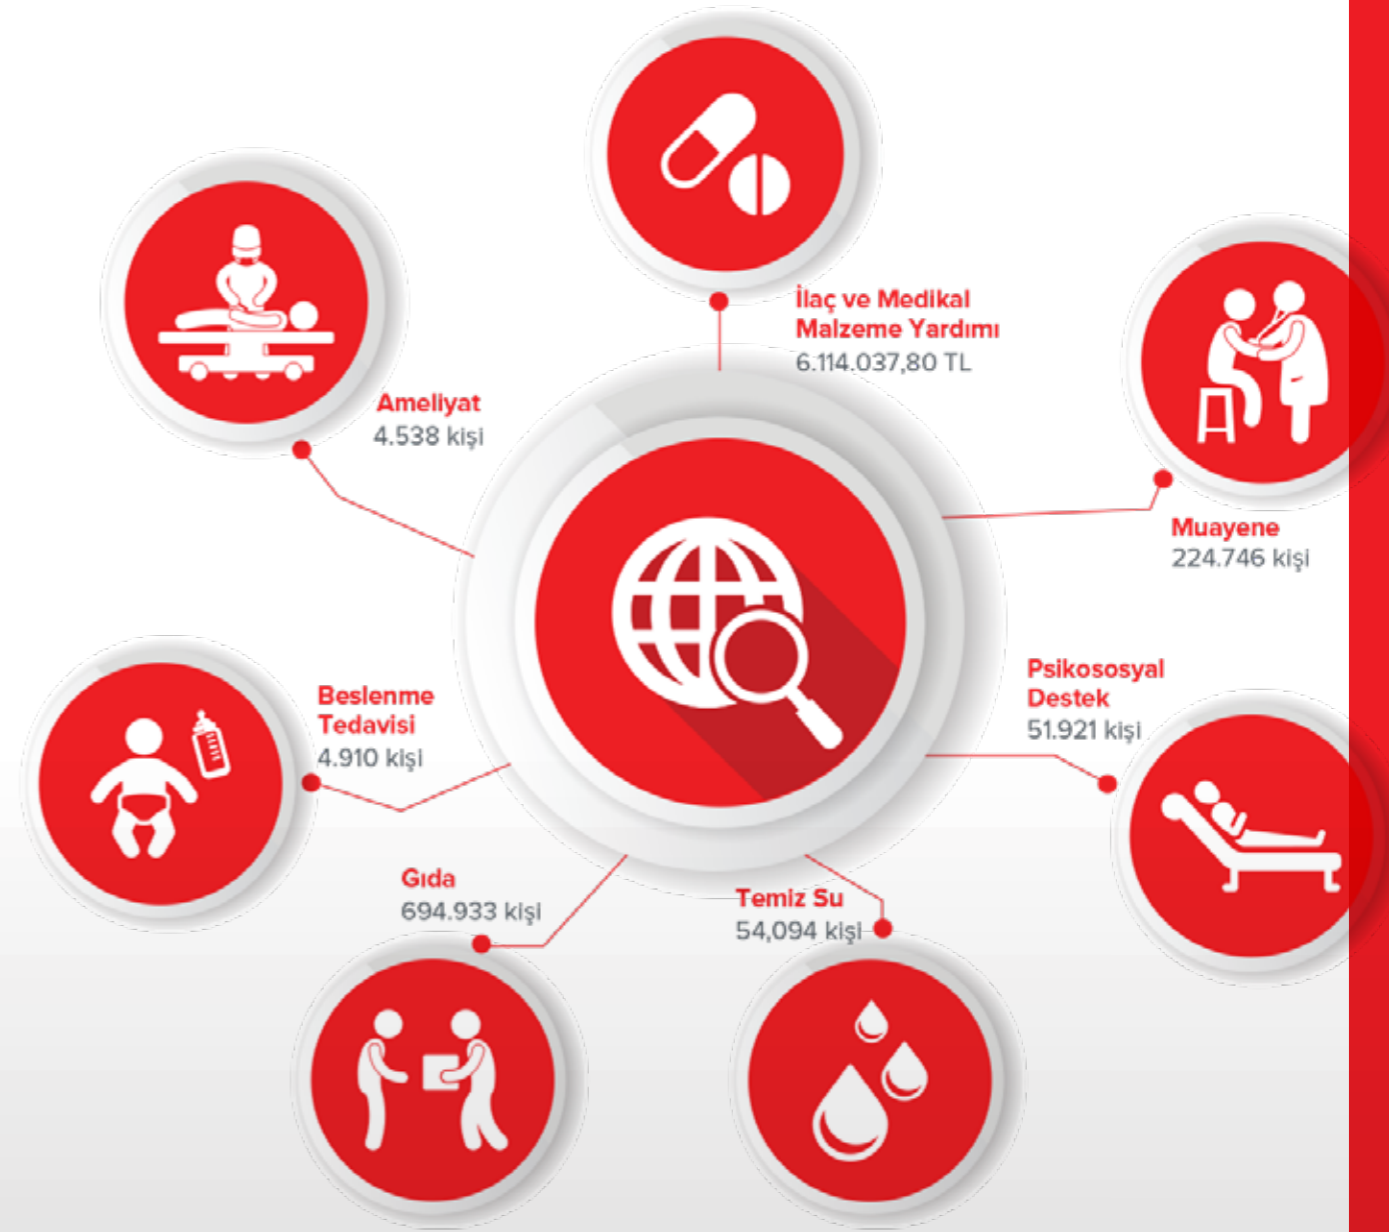 İlaç ve Medikal
Malzeme Yardımı
6.114.037,80 TL
Ameliyat
4.538 kişi
Muayene
224.746 kişi
Psikososyal
Destek
51.921 kişi
Beslenme
Tedavisi
4.910 kişi
Gıda
694.933 kişi
Temiz Su
54,094 kişi